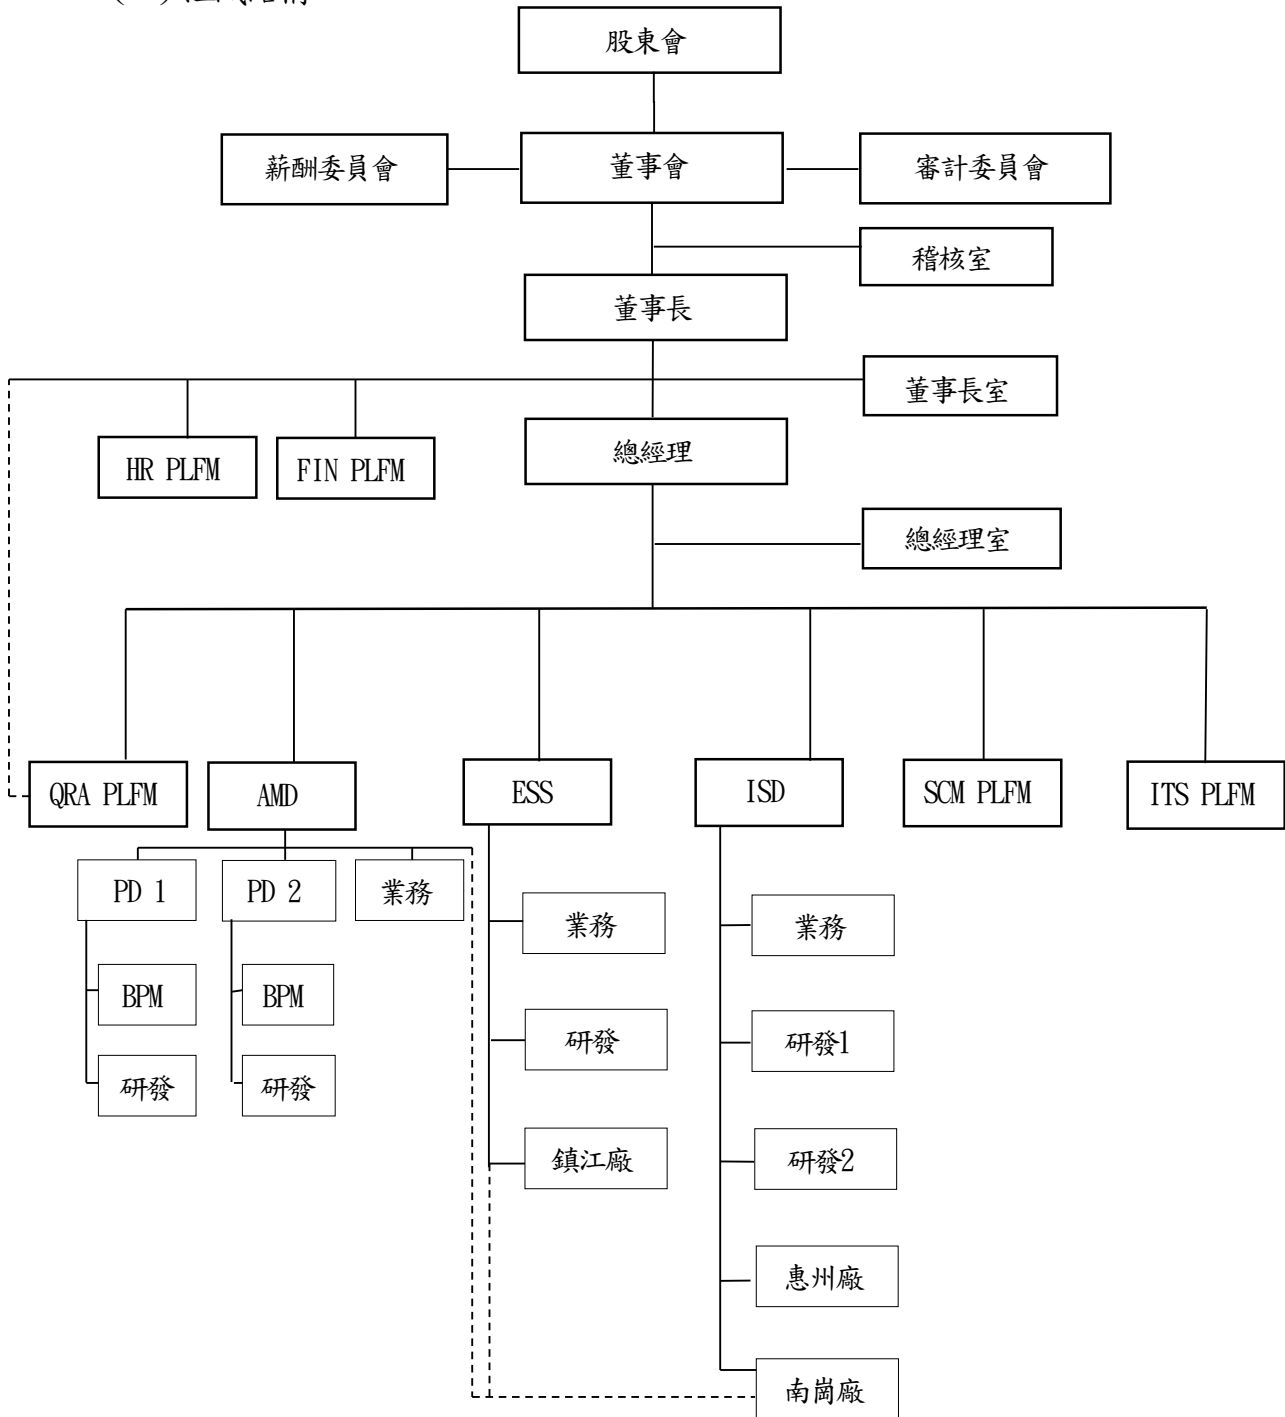 股東會
薪酬委員會
董事會
審計委員會
稽核室
董事長
董事長室
HR PLFM
FIN PLFM
總經理
總經理室
QRA PLFM
AMD
ESS
ISD
SCM PLFM
ITS PLFM
PD 1
PD 2
業務
業務
業務
BPM
BPM
研發
研發1
研發
研發
鎮江廠
研發2
惠州廠
南崗廠